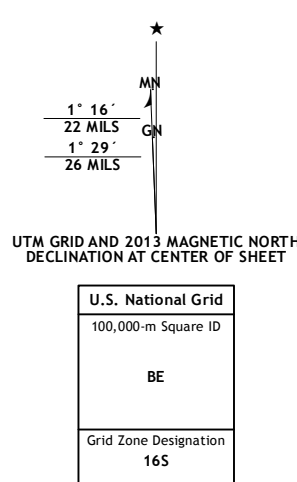 MN
1° 16´
22 MILS
GN
1° 29´
26 MILS
UTM GRID AND 2013 MAGNETIC NORTH
DECLINATION AT CENTER OF SHEET
U.S. National Grid
100,000-m Square ID
BE
Grid Zone Designation
16S